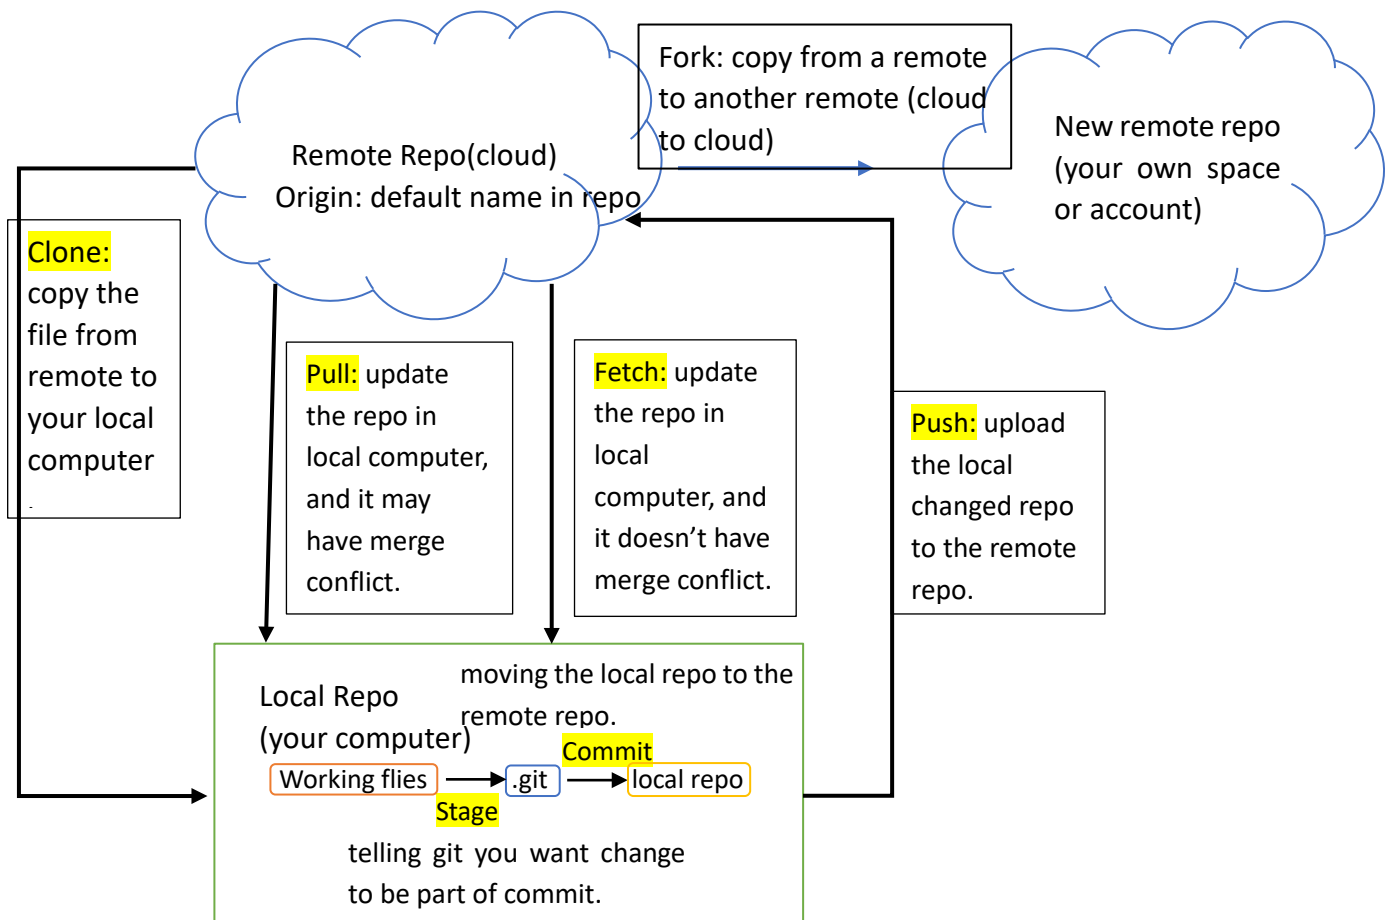 Fork: copy from a remote
to another remote (cloud
to cloud)
Remote Repo(cloud)
Origin: default name in repo
New remote repo
(your own space
or account)
Clone:
copy the
file from
remote to
your local
computer
.
Pull: update
the repo in
local computer,
and it may
have merge
conflict.
Fetch: update
the repo in
local
computer, and
it doesn’t have
merge conflict.
Push: upload
the local
changed repo
to the remote
repo.
Local Repo
(your computer)
moving the local repo to the
remote repo.
Commit
Working flies
.git
local repo
Stage
telling git you want change
to be part of commit.